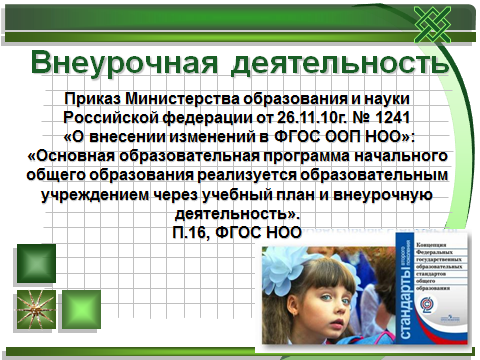 Внеурочная деятельность
Приказ Министерства образования и науки
Российской федерации от 26.11.10г. № 1241
«О внесении изменений в ФГОС ООП НОО»:
«Основная образовательная программа начального
общего образования реализуется образовательным
учреждением через учебный план и внеурочную
деятельность».
П.16, ФГОС НОО
стандарты
второго поколения
Концепция
Федеральных
государственных
образовательных
стандартов
общего
образования